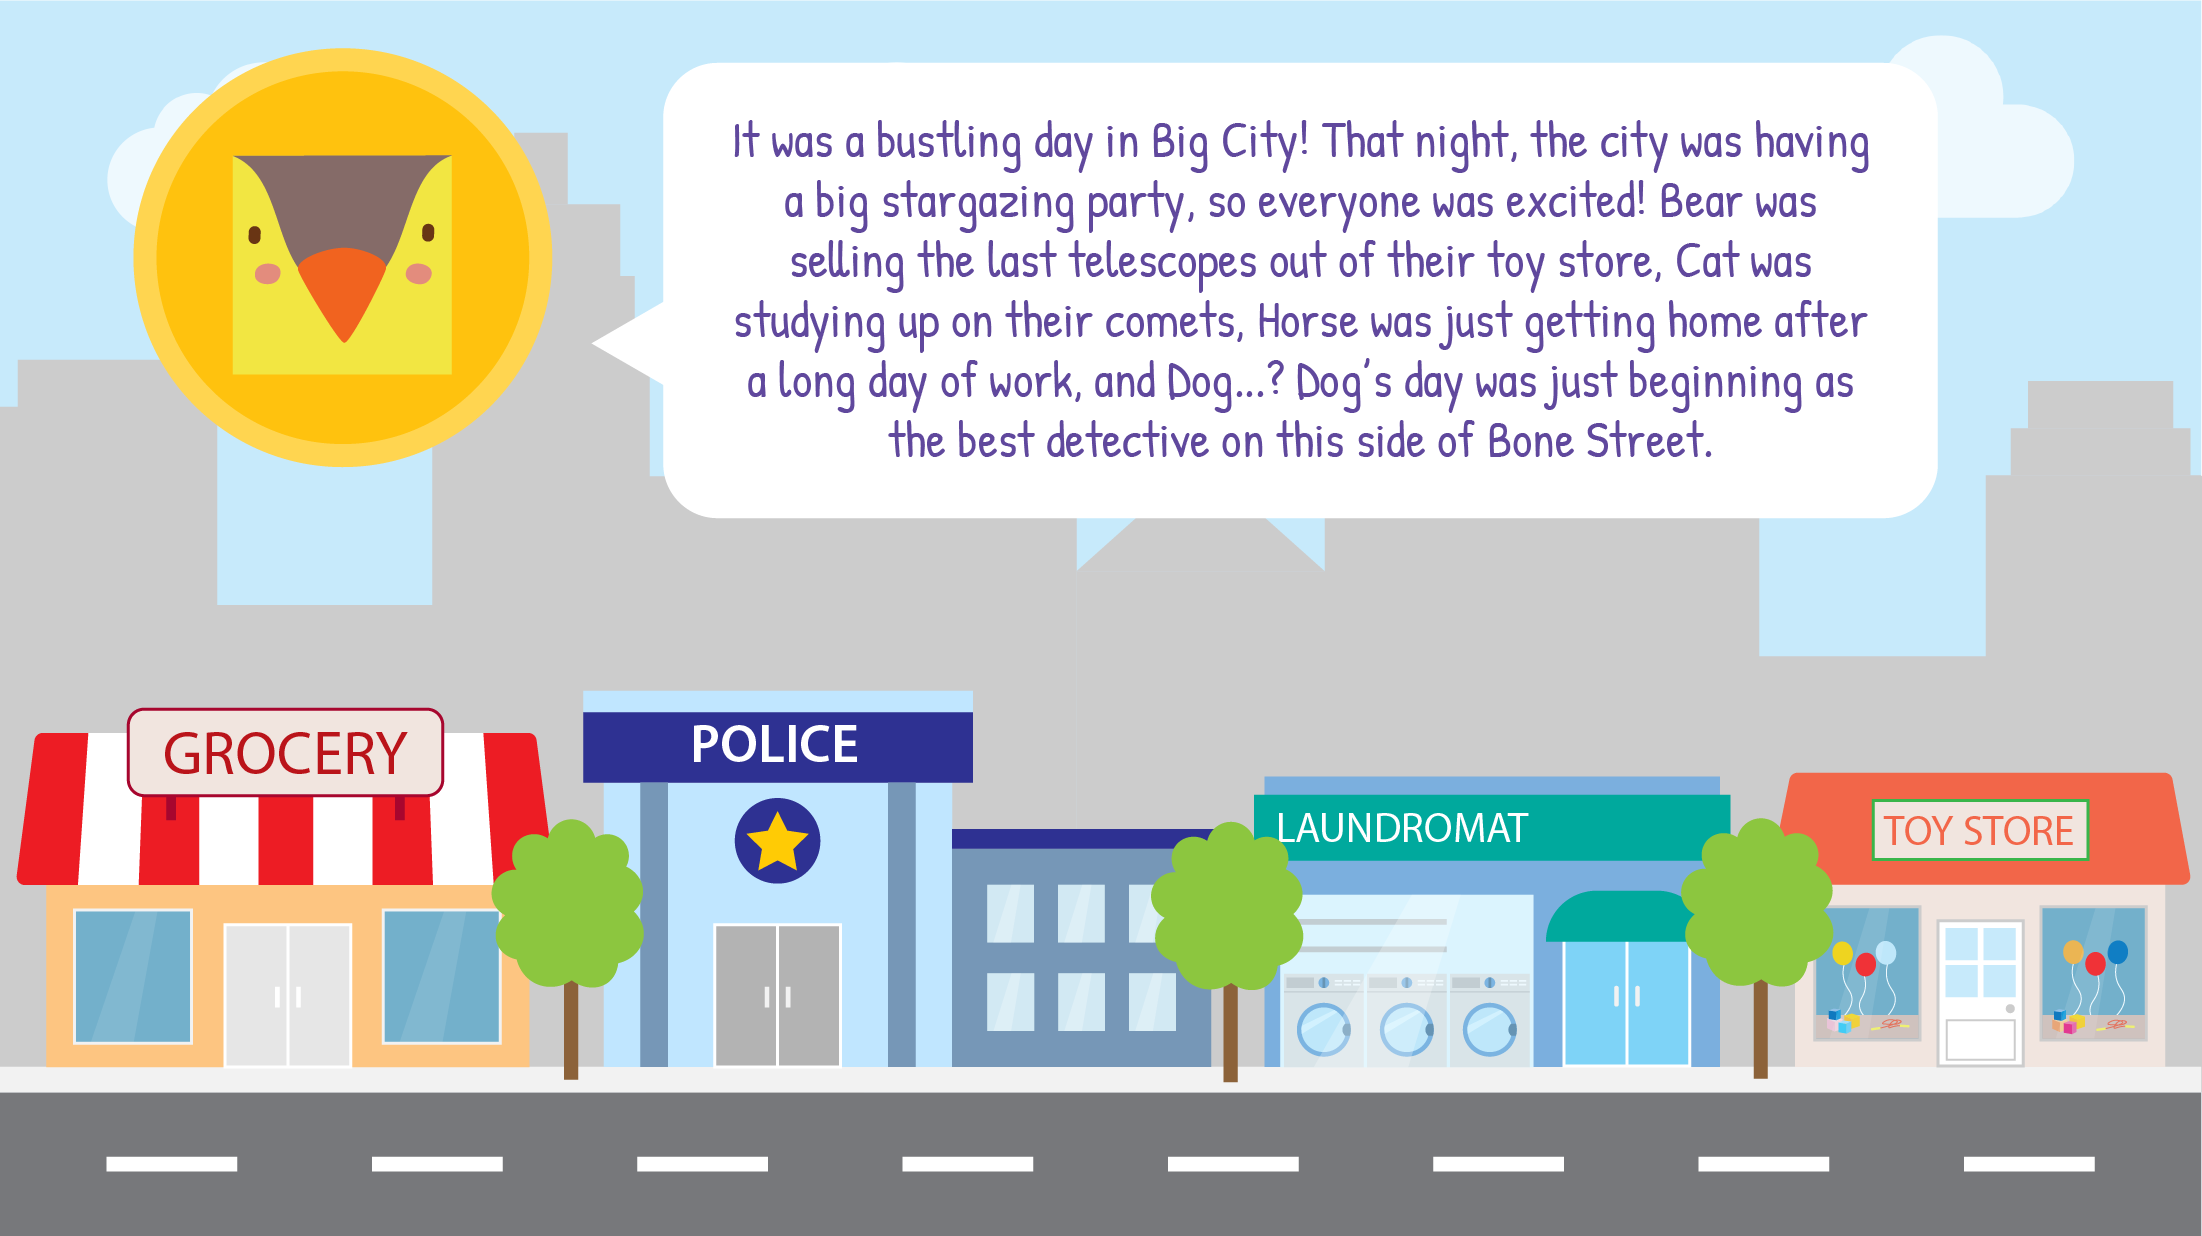 It was a bustling day in Big City! That night, the city was having
a big stargazing party, so everyone was excited! Bear was
selling the last telescopes out of their toy store, Cat was
studying up on their comets, Horse was just getting home after
a long day of work, and Dog...? Dog's day was just beginning as
the best detective on this side of Bone Street.
GROCERY
POLICE
LAUNDROMAT
TOY STORE